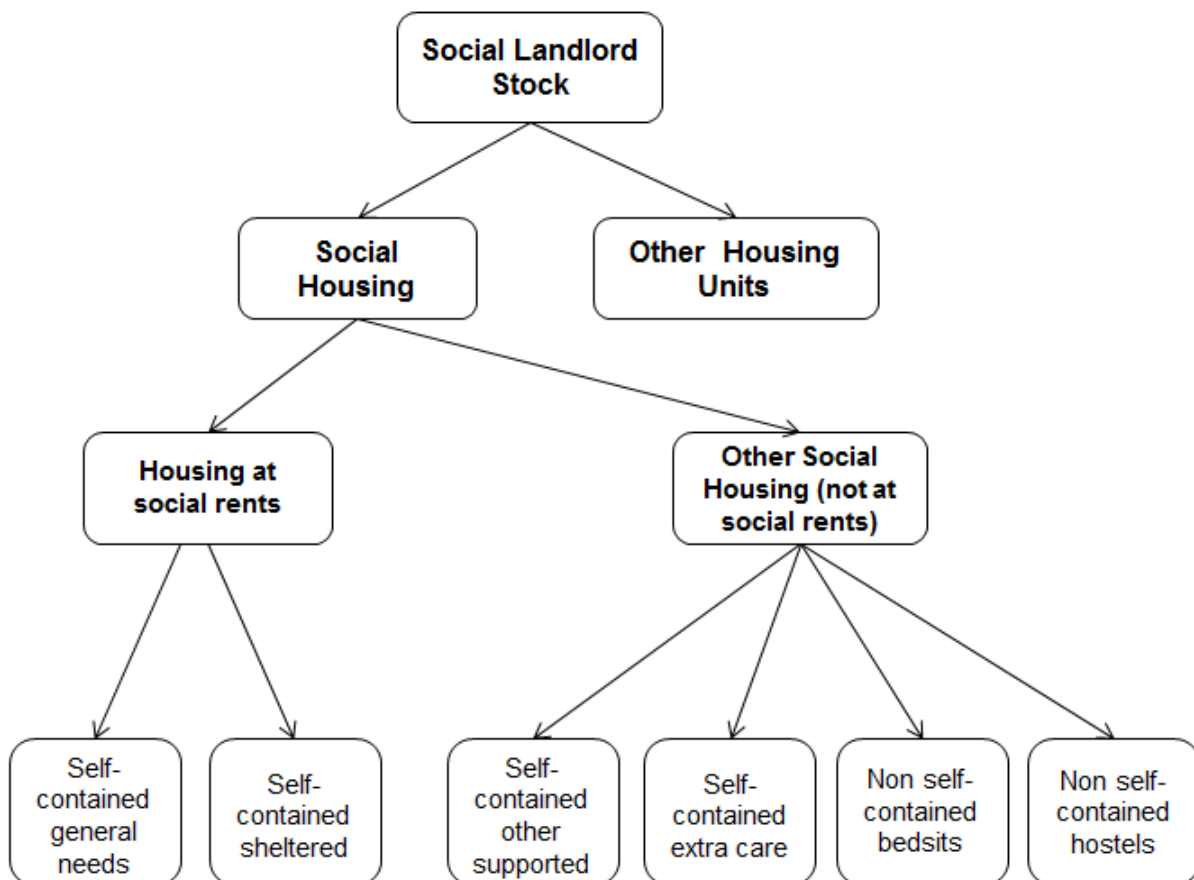 Social Landlord
Stock
Social
Housing
Other Housing
Units
Housing at
social rents
Other Social
Housing (not at
social rents)
Self-
contained
general
needs
Self-
contained
sheltered
Self-
contained
other
supported
Self-
contained
extra care
Non self-
contained
bedsits
Non self-
contained
hostels